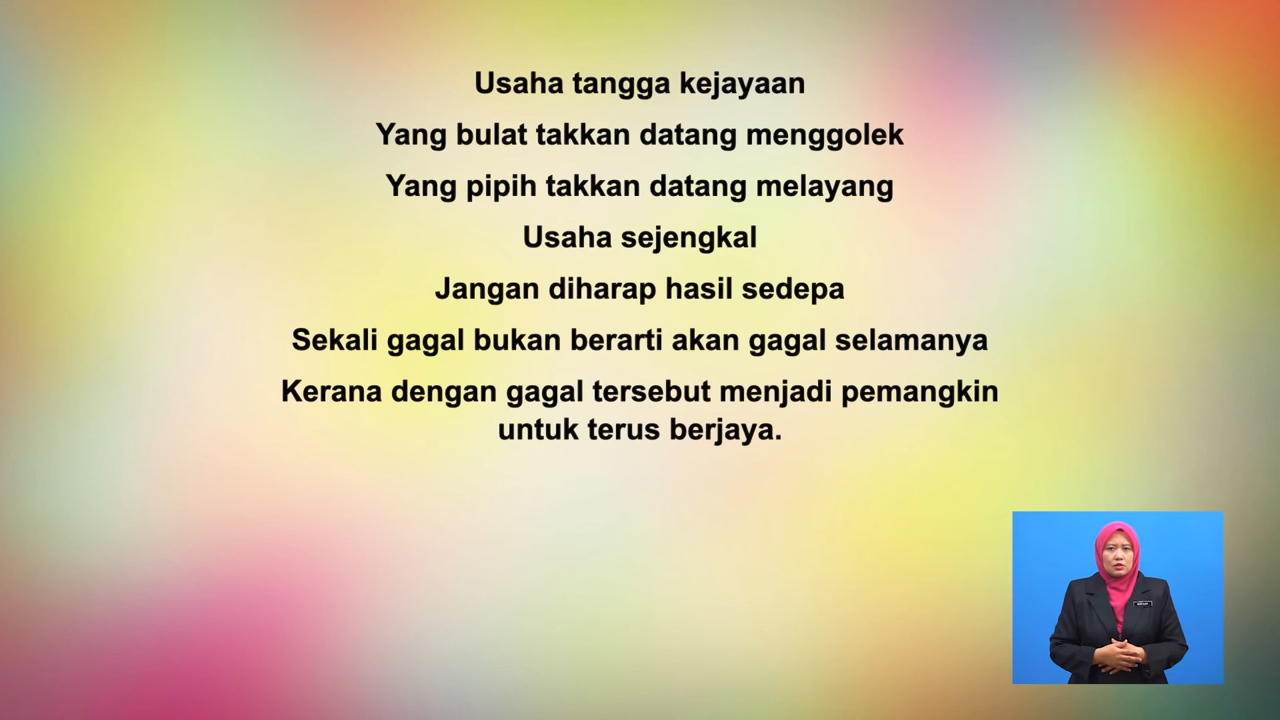 Usaha tangga kejayaan
Yang bulat takkan datang menggolek
Yang pipih takkan datang melayang
Usaha sejengkal
Jangan diharap hasil sedepa
Sekali gagal bukan berarti akan gagal selamanya
Kerana dengan gagal tersebut menjadi pemangkin
untuk terus berjaya.